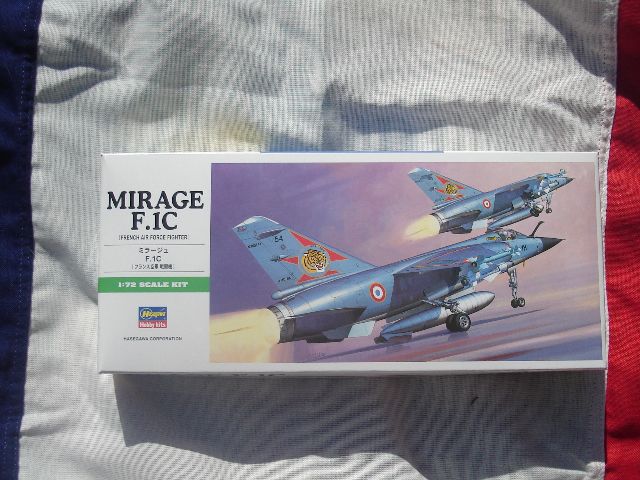 MIRAGE
F.1C
[FRENCH AIR FORCE FIGHTER]
ミラージュ
F.1C
[フランス空軍 戦闘機]
1:72 SCALE KIT
Hasegawa
Hobby kits
HASEGAWA CORPORATION